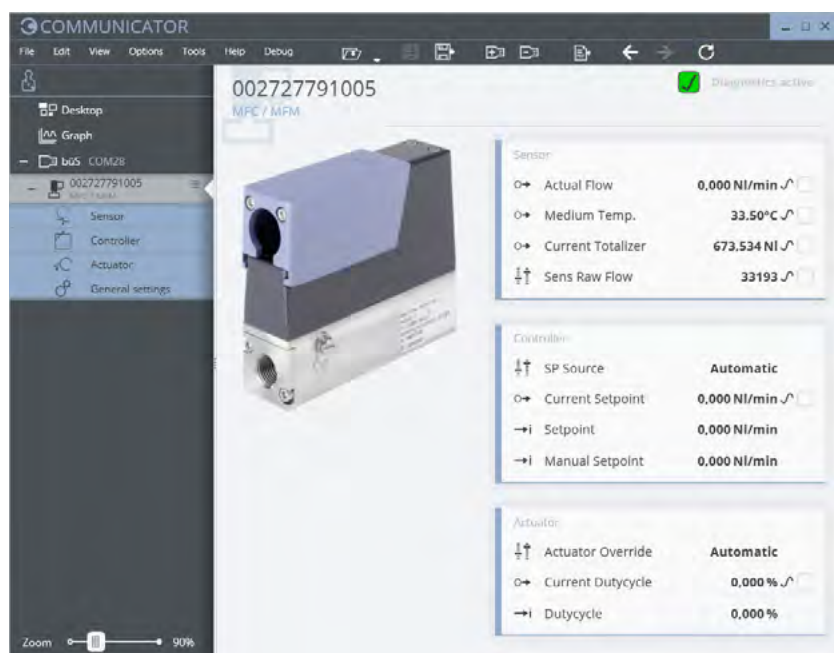 COMMUNICATOR
File Edit View Options Tools Help Debug
Desktop
Graph
büS COM28
002727791005
MFC / MFM
Sensor
Controller
Actuator
General settings
Zoom 90%
002727791005
MFC / MFM
Diagnostics active
Sensor
Actual Flow 0,000 Nl/min
Medium Temp. 33.50°C
Current Totalizer 673,534 Nl
Sens Raw Flow 33193
Controller
SP Source Automatic
Current Setpoint 0,000 Nl/min
Setpoint 0,000 Nl/min
Manual Setpoint 0,000 Nl/min
Actuator
Actuator Override Automatic
Current Dutycycle 0,000 %
Dutycycle 0,000 %